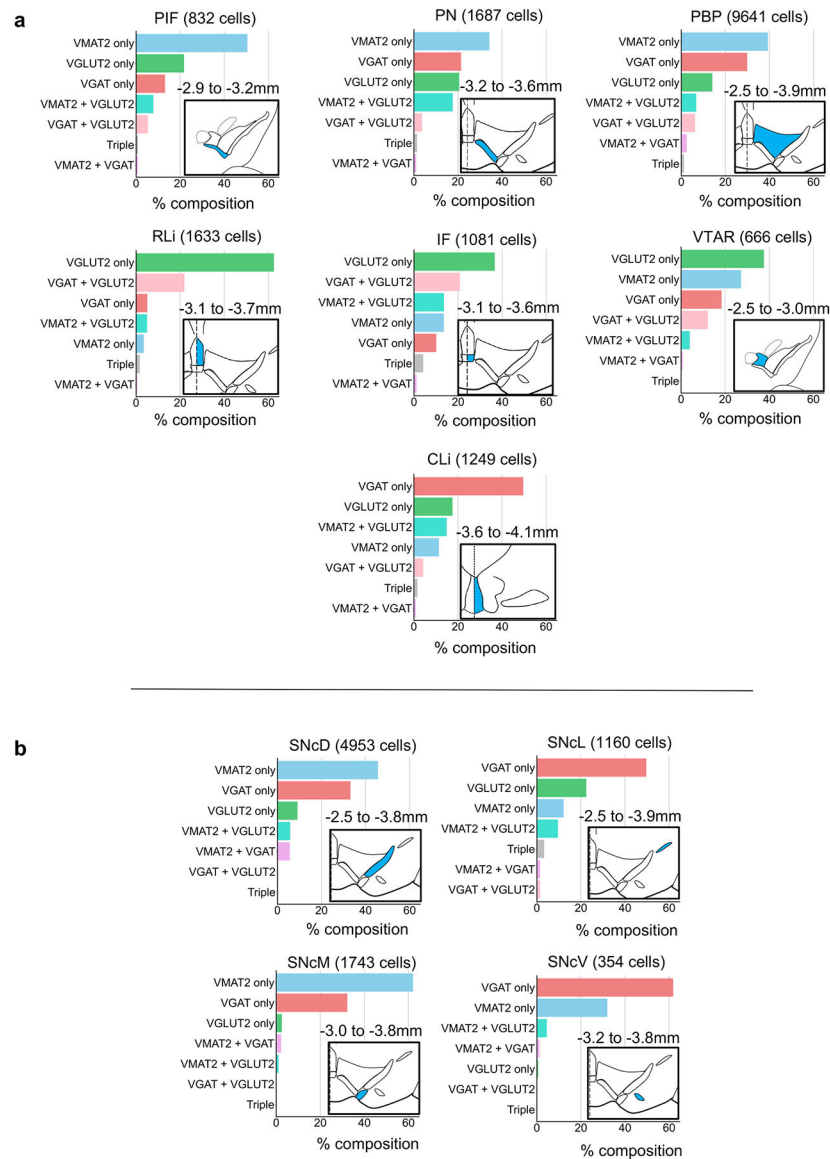 a
PIF (832 cells)
VMAT2 only
VGLUT2 only
VGAT only
VMAT2 + VGLUT2
VGAT + VGLUT2
Triple
VMAT2 + VGAT
-2.9 to -3.2mm
0 20 40 60
% composition
PN (1687 cells)
VMAT2 only
VGAT only
VGLUT2 only
VMAT2 + VGLUT2
VGAT + VGLUT2
Triple
VMAT2 + VGAT
-3.2 to -3.6mm
0 20 40 60
% composition
PBP (9641 cells)
VMAT2 only
VGAT only
VGLUT2 only
VMAT2 + VGLUT2
VGAT + VGLUT2
VMAT2 + VGAT
Triple
-2.5 to -3.9mm
0 20 40 60
% composition
RLi (1633 cells)
VGLUT2 only
VGAT + VGLUT2
VGAT only
VMAT2 + VGLUT2
VMAT2 only
Triple
VMAT2 + VGAT
-3.1 to -3.7mm
0 20 40 60
% composition
IF (1081 cells)
VGLUT2 only
VGAT + VGLUT2
VMAT2 + VGLUT2
VMAT2 only
VGAT only
Triple
VMAT2 + VGAT
-3.1 to -3.6mm
0 20 40 60
% composition
VTAR (666 cells)
VGLUT2 only
VMAT2 only
VGAT only
VGAT + VGLUT2
VMAT2 + VGLUT2
VMAT2 + VGAT
Triple
-2.5 to -3.0mm
0 20 40 60
% composition
CLi (1249 cells)
VGAT only
VGLUT2 only
VMAT2 + VGLUT2
VMAT2 only
VGAT + VGLUT2
Triple
VMAT2 + VGAT
-3.6 to -4.1mm
0 20 40 60
% composition
b
SNcD (4953 cells)
VMAT2 only
VGAT only
VGLUT2 only
VMAT2 + VGLUT2
VMAT2 + VGAT
VGAT + VGLUT2
Triple
-2.5 to -3.8mm
0 20 40 60
% composition
SNcL (1160 cells)
VGAT only
VGLUT2 only
VMAT2 only
VMAT2 + VGLUT2
Triple
VMAT2 + VGAT
VGAT + VGLUT2
-2.5 to -3.9mm
0 20 40 60
% composition
SNcM (1743 cells)
VMAT2 only
VGAT only
VGLUT2 only
VMAT2 + VGAT
VMAT2 + VGLUT2
VGAT + VGLUT2
Triple
-3.0 to -3.8mm
0 20 40 60
% composition
SNcV (354 cells)
VGAT only
VMAT2 only
VMAT2 + VGLUT2
VMAT2 + VGAT
VGLUT2 only
VGAT + VGLUT2
Triple
-3.2 to -3.8mm
0 20 40 60
% composition